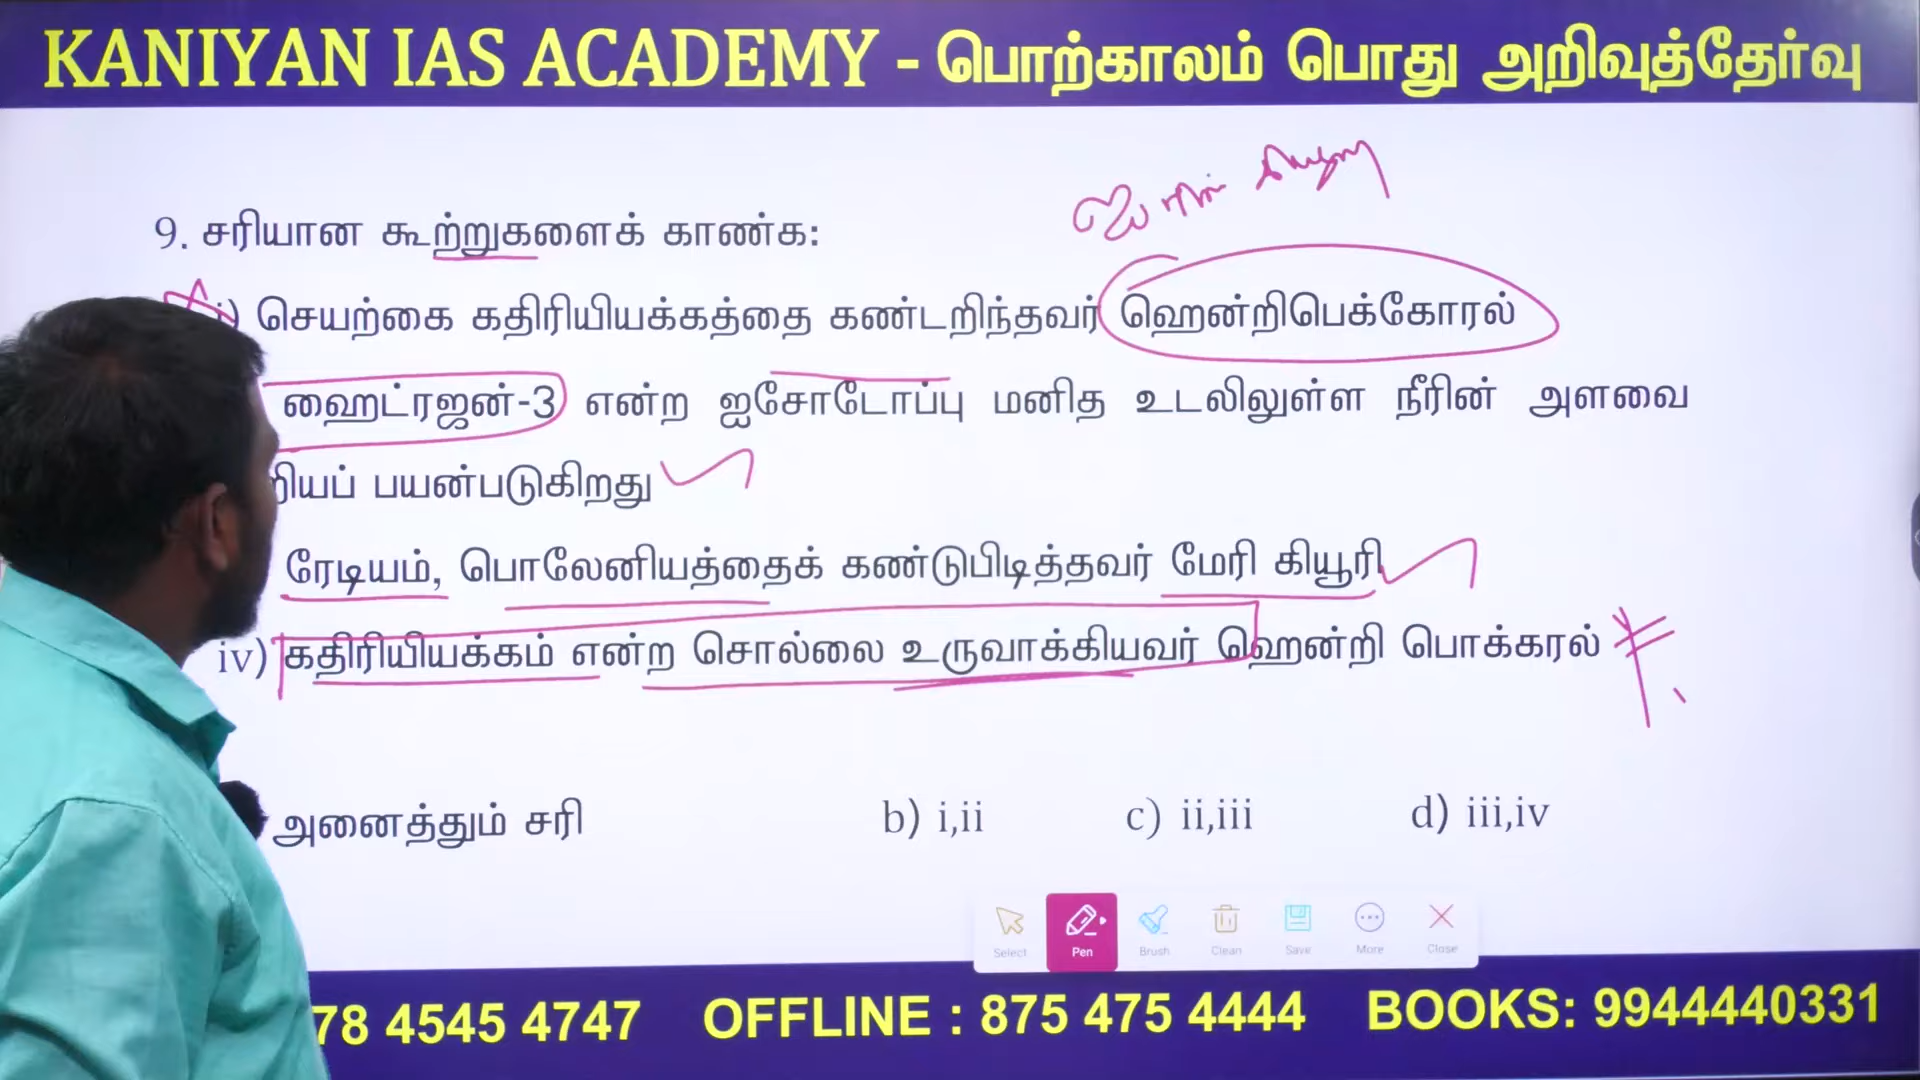 KANIYAN IAS ACADEMY - பொற்காலம் பொது அறிவுத்தேர்வு
9. சரியான கூற்றுகளைக் காண்க:
i) செயற்கை கதிரியியக்கத்தை கண்டறிந்தவர் ஹென்றிபெக்கோரல்
ஹைட்ரஜன்-3 என்ற ஐசோடோப்பு மனித உடலிலுள்ள நீரின் அளவை
றியப் பயன்படுகிறது
ரேடியம், பொலேனியத்தைக் கண்டுபிடித்தவர் மேரி கியூரி
iv) கதிரியியக்கம் என்ற சொல்லை உருவாக்கியவர் ஹென்றி பொக்கரல்
அனைத்தும் சரி b) i,ii c) ii,iii d) iii,iv
Select Pen Brush Clean Save More Close
78 4545 4747 OFFLINE : 875 475 4444 BOOKS: 9944440331